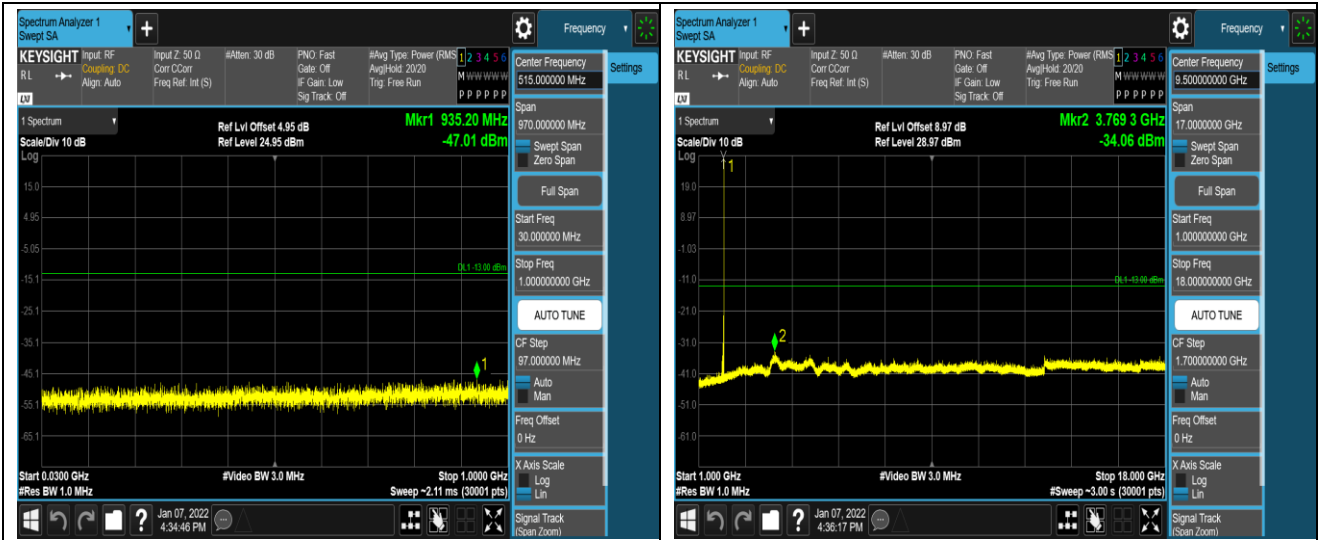 Spectrum Analyzer 1
Swept SA
+
Frequency
KEYSIGHT
RL
LXI
Input: RF
Coupling: DC
Align: Auto
Input Z: 50 Ω
Corr CCorr
Freq Ref: Int (S)
#Atten: 30 dB
PNO: Fast
Gate: Off
IF Gain: Low
Sig Track: Off
#Avg Type: Power (RMS
Avg|Hold: 20/20
Trig: Free Run
1 2 3 4 5 6
M W W W W W
P P P P P P
1 Spectrum
Scale/Div 10 dB
Log
Ref Lvl Offset 4.95 dB
Ref Level 24.95 dBm
Mkr1 935.20 MHz
-47.01 dBm
15.0
4.95
-5.05
DL1 -13.00 dBm
-15.1
-25.1
-35.1
1
-45.1
-55.1
-65.1
Start 0.0300 GHz
#Res BW 1.0 MHz
#Video BW 3.0 MHz
Stop 1.0000 GHz
Sweep ~2.11 ms (30001 pts)
Center Frequency
515.000000 MHz
Settings
Span
970.000000 MHz
Swept Span
Zero Span
Full Span
Start Freq
30.000000 MHz
Stop Freq
1.000000000 GHz
AUTO TUNE
CF Step
97.000000 MHz
Auto
Man
Freq Offset
0 Hz
X Axis Scale
Log
Lin
Signal Track
(Span Zoom)
?
Jan 07, 2022
4:34:46 PM
Spectrum Analyzer 1
Swept SA
+
Frequency
KEYSIGHT
RL
LXI
Input: RF
Coupling: DC
Align: Auto
Input Z: 50 Ω
Corr CCorr
Freq Ref: Int (S)
#Atten: 30 dB
PNO: Fast
Gate: Off
IF Gain: Low
Sig Track: Off
#Avg Type: Power (RMS
Avg|Hold: 20/20
Trig: Free Run
1 2 3 4 5 6
M W W W W W
P P P P P P
1 Spectrum
Scale/Div 10 dB
Log
Ref Lvl Offset 8.97 dB
Ref Level 28.97 dBm
Mkr2 3.769 3 GHz
-34.06 dBm
1
19.0
8.97
-1.03
-11.0
DL1 -13.00 dBm
-21.0
-31.0
2
-41.0
-51.0
-61.0
Start 1.000 GHz
#Res BW 1.0 MHz
#Video BW 3.0 MHz
Stop 18.000 GHz
#Sweep ~3.00 s (30001 pts)
Center Frequency
9.500000000 GHz
Settings
Span
17.0000000 GHz
Swept Span
Zero Span
Full Span
Start Freq
1.000000000 GHz
Stop Freq
18.000000000 GHz
AUTO TUNE
CF Step
1.700000000 GHz
Auto
Man
Freq Offset
0 Hz
X Axis Scale
Log
Lin
Signal Track
(Span Zoom)
?
Jan 07, 2022
4:36:17 PM